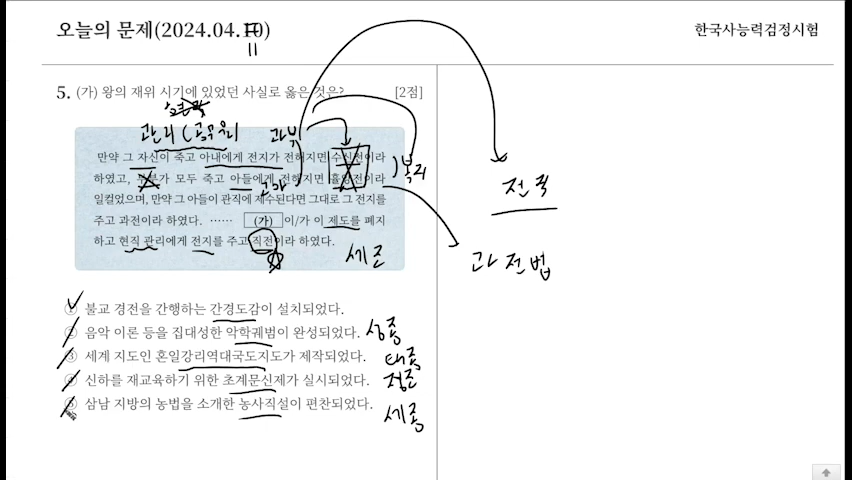 오늘의 문제(2024.04.10)
한국사능력검정시험
5. (가) 왕의 재위 시기에 있었던 사실로 옳은 것은? [2점]
관리 과부
만약 그 자신이 죽고 아내에게 전지가 전해지면 수신전이라
하였고, 부부가 모두 죽고 아들에게 전해지면 휼양전이라
일컬었으며, 만약 그 아들이 관직에 제수된다면 그대로 그 전지를
주고 과전이라 하였다. …… (가) 이/가 이 제도를 폐지
하고 현직 관리에게 전지를 주고 직전이라 하였다.
고아
복지
세조
전직
과전법
① 불교 경전을 간행하는 간경도감이 설치되었다.
② 음악 이론 등을 집대성한 악학궤범이 완성되었다. 성종
③ 세계 지도인 혼일강리역대국도지도가 제작되었다. 태종
④ 신하를 재교육하기 위한 초계문신제가 실시되었다. 정조
⑤ 삼남 지방의 농법을 소개한 농사직설이 편찬되었다. 세종